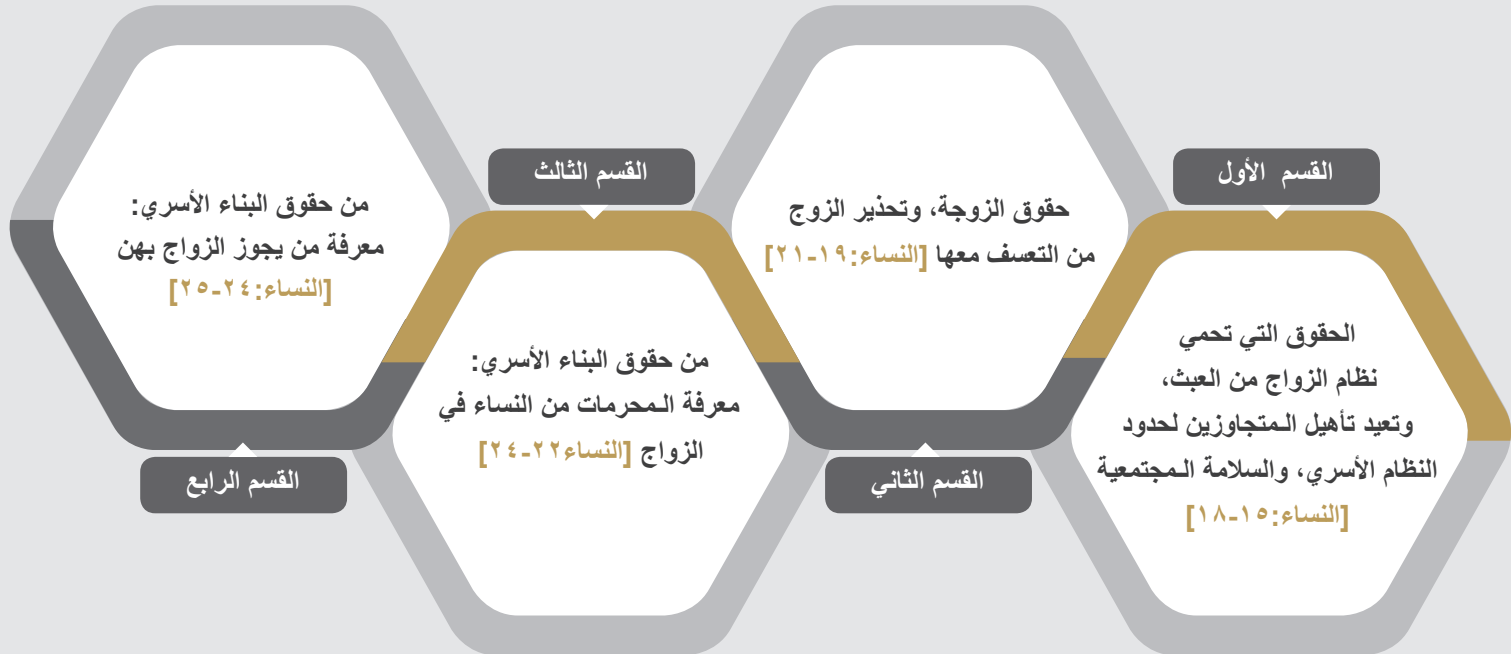 القسم الأول
الحقوق التي تحمي
نظام الزواج من العبث،
وتعيد تأهيل الـمتجاوزين لحدود
النظام الأسري، والسلامة الـمجتمعية
[النساء:١٥-١٨]
القسم الثاني
حقوق الزوجة، وتحذير الزوج
من التعسف معها [النساء:١٩-٢١]
القسم الثالث
من حقوق البناء الأسري:
معرفة الـمحرمات من النساء في
الزواج [النساء٢٢-٢٤]
القسم الرابع
من حقوق البناء الأسري:
معرفة من يجوز الزواج بهن
[النساء:٢٤-٢٥]